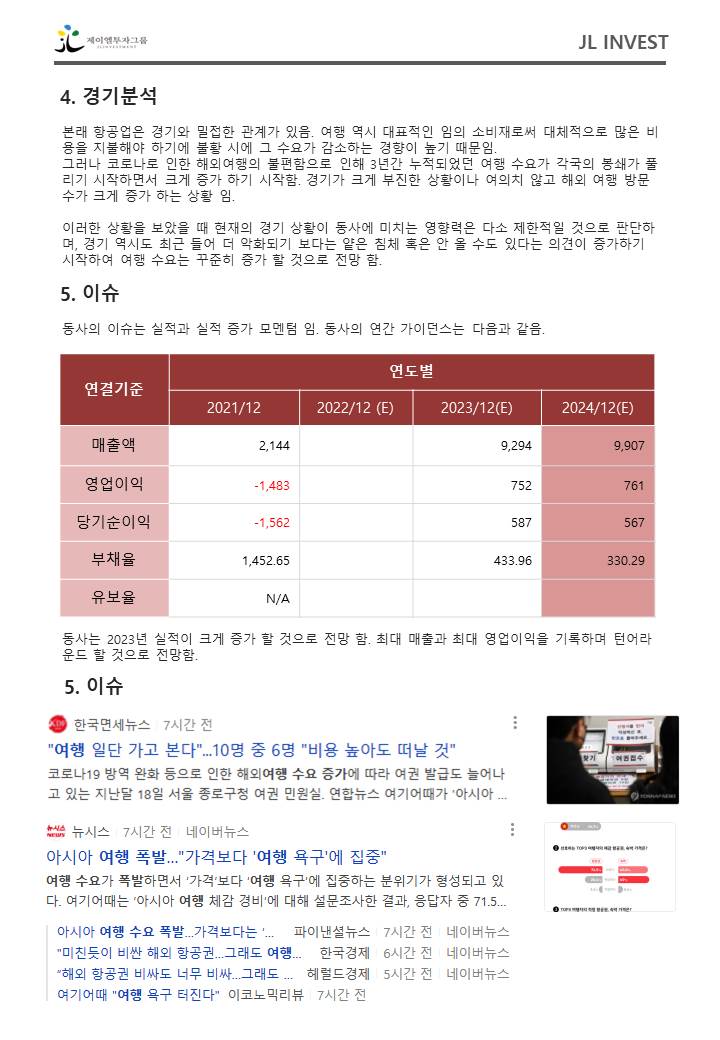 제이엘투자그룹
JL INVESTMENT
JL INVEST
4. 경기분석
본래 항공업은 경기와 밀접한 관계가 있음. 여행 역시 대표적인 임의 소비재로써 대체적으로 많은 비
용을 지불해야 하기에 불황 시에 그 수요가 감소하는 경향이 높기 때문임.
그러나 코로나로 인한 해외여행의 불편함으로 인해 3년간 누적되었던 여행 수요가 각국의 봉쇄가 풀
리기 시작하면서 크게 증가 하기 시작함. 경기가 크게 부진한 상황이나 여의치 않고 해외 여행 방문
수가 크게 증가 하는 상황 임.
이러한 상황을 보았을 때 현재의 경기 상황이 동사에 미치는 영향력은 다소 제한적일 것으로 판단하
며, 경기 역시도 최근 들어 더 악화되기 보다는 얕은 침체 혹은 안 올 수도 있다는 의견이 증가하기
시작하여 여행 수요는 꾸준히 증가 할 것으로 전망 함.
5. 이슈
동사의 이슈는 실적과 실적 증가 모멘텀 임. 동사의 연간 가이던스는 다음과 같음.
연결기준 연도별
2021/12 2022/12 (E) 2023/12(E) 2024/12(E)
매출액 2,144 9,294 9,907
영업이익 -1,483 752 761
당기순이익 -1,562 587 567
부채율 1,452.65 433.96 330.29
유보율 N/A
동사는 2023년 실적이 크게 증가 할 것으로 전망 함. 최대 매출과 최대 영업이익을 기록하며 턴어라
운드 할 것으로 전망함.
5. 이슈
한국면세뉴스 7시간 전
"여행 일단 가고 본다"...10명 중 6명 "비용 높아도 떠날 것"
코로나19 방역 완화 등으로 인한 해외여행 수요 증가에 따라 여권 발급도 늘어나
고 있는 지난달 18일 서울 종로구청 여권 민원실. 연합뉴스 여기어때가 '아시아 ...
여권접수
YONHAPNEWS
뉴시스 7시간 전 네이버뉴스
아시아 여행 폭발..."가격보다 '여행 욕구'에 집중"
여행 수요가 폭발하면서 '가격'보다 '여행 욕구'에 집중하는 분위기가 형성되고 있
다. 여기어때는 '아시아 여행 체감 경비'에 대해 설문조사한 결과, 응답자 중 71.5...
아시아 여행 수요 폭발...가격보다는 '... 파이낸셜뉴스 7시간 전 네이버뉴스
"미친듯이 비싼 해외 항공권...그래도 여행... 한국경제 6시간 전 네이버뉴스
"해외 항공권 비싸도 너무 비싸...그래도 ... 헤럴드경제 5시간 전 네이버뉴스
여기어때 "여행 욕구 터진다" 이코노믹리뷰 7시간 전